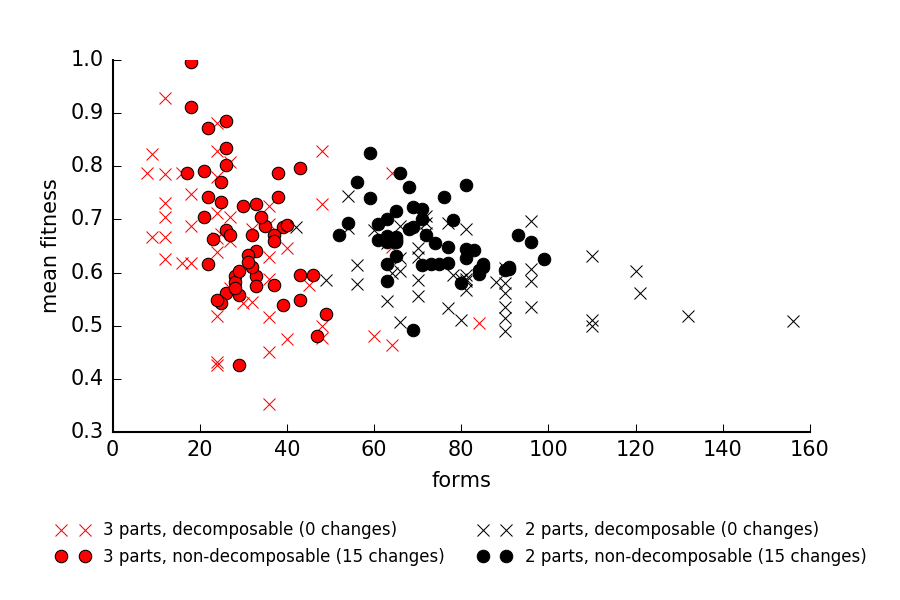 1.0
0.9
0.8
0.7
0.6
0.5
0.4
0.3
mean fitness
0 20 40 60 80 100 120 140 160
forms
3 parts, decomposable (0 changes) 2 parts, decomposable (0 changes)
3 parts, non-decomposable (15 changes) 2 parts, non-decomposable (15 changes)